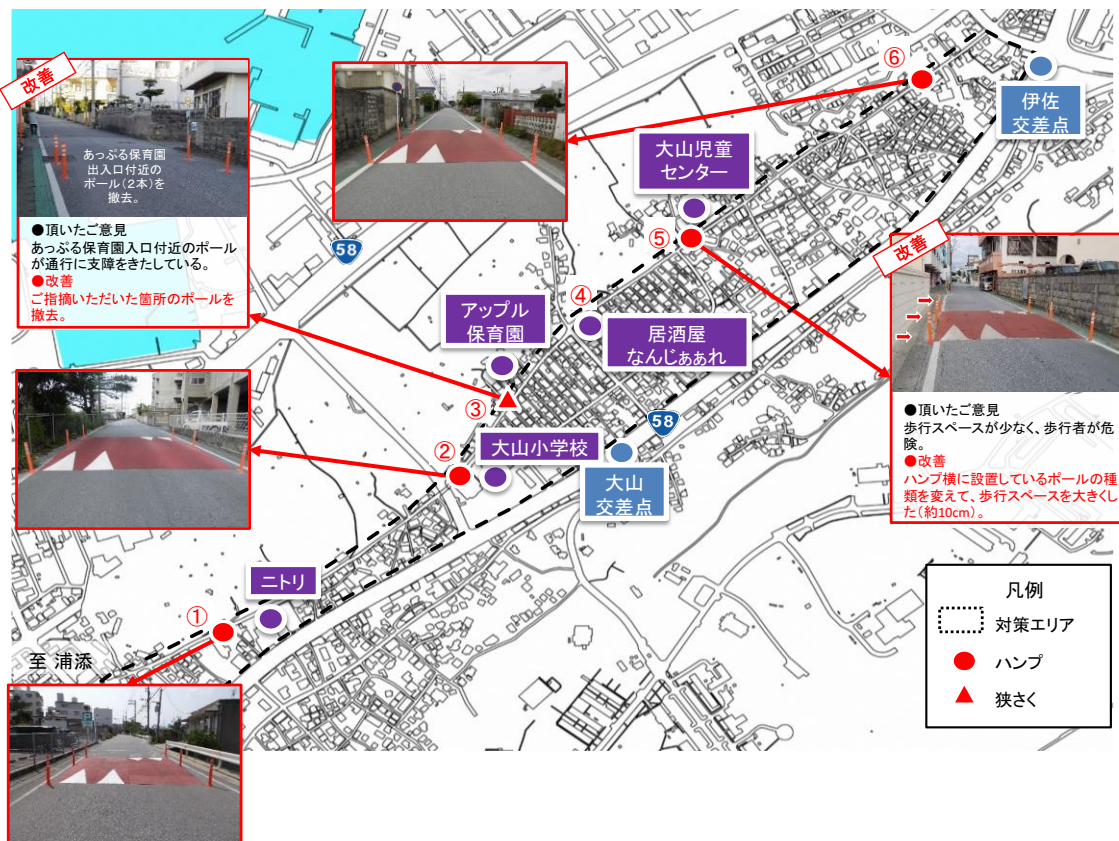 改善
あっぷる保育園
出入口付近の
ポール(2本)を
撤去。
●頂いたご意見
あっぷる保育園入口付近のポール
が通行に支障をきたしている。
●改善
ご指摘いただいた箇所のポールを
撤去。
⑥
伊佐
交差点
大山児童
センター
⑤
58
改善
●頂いたご意見
歩行スペースが少なく、歩行者が危
険。
●改善
ハンプ横に設置しているポールの種
類を変えて、歩行スペースを大きくし
た(約10cm)。
④
アップル
保育園
居酒屋
なんじぁぁれ
③
58
②
大山小学校
大山
交差点
ニトリ
①
至 浦添
凡例
対策エリア
ハンプ
狭さく